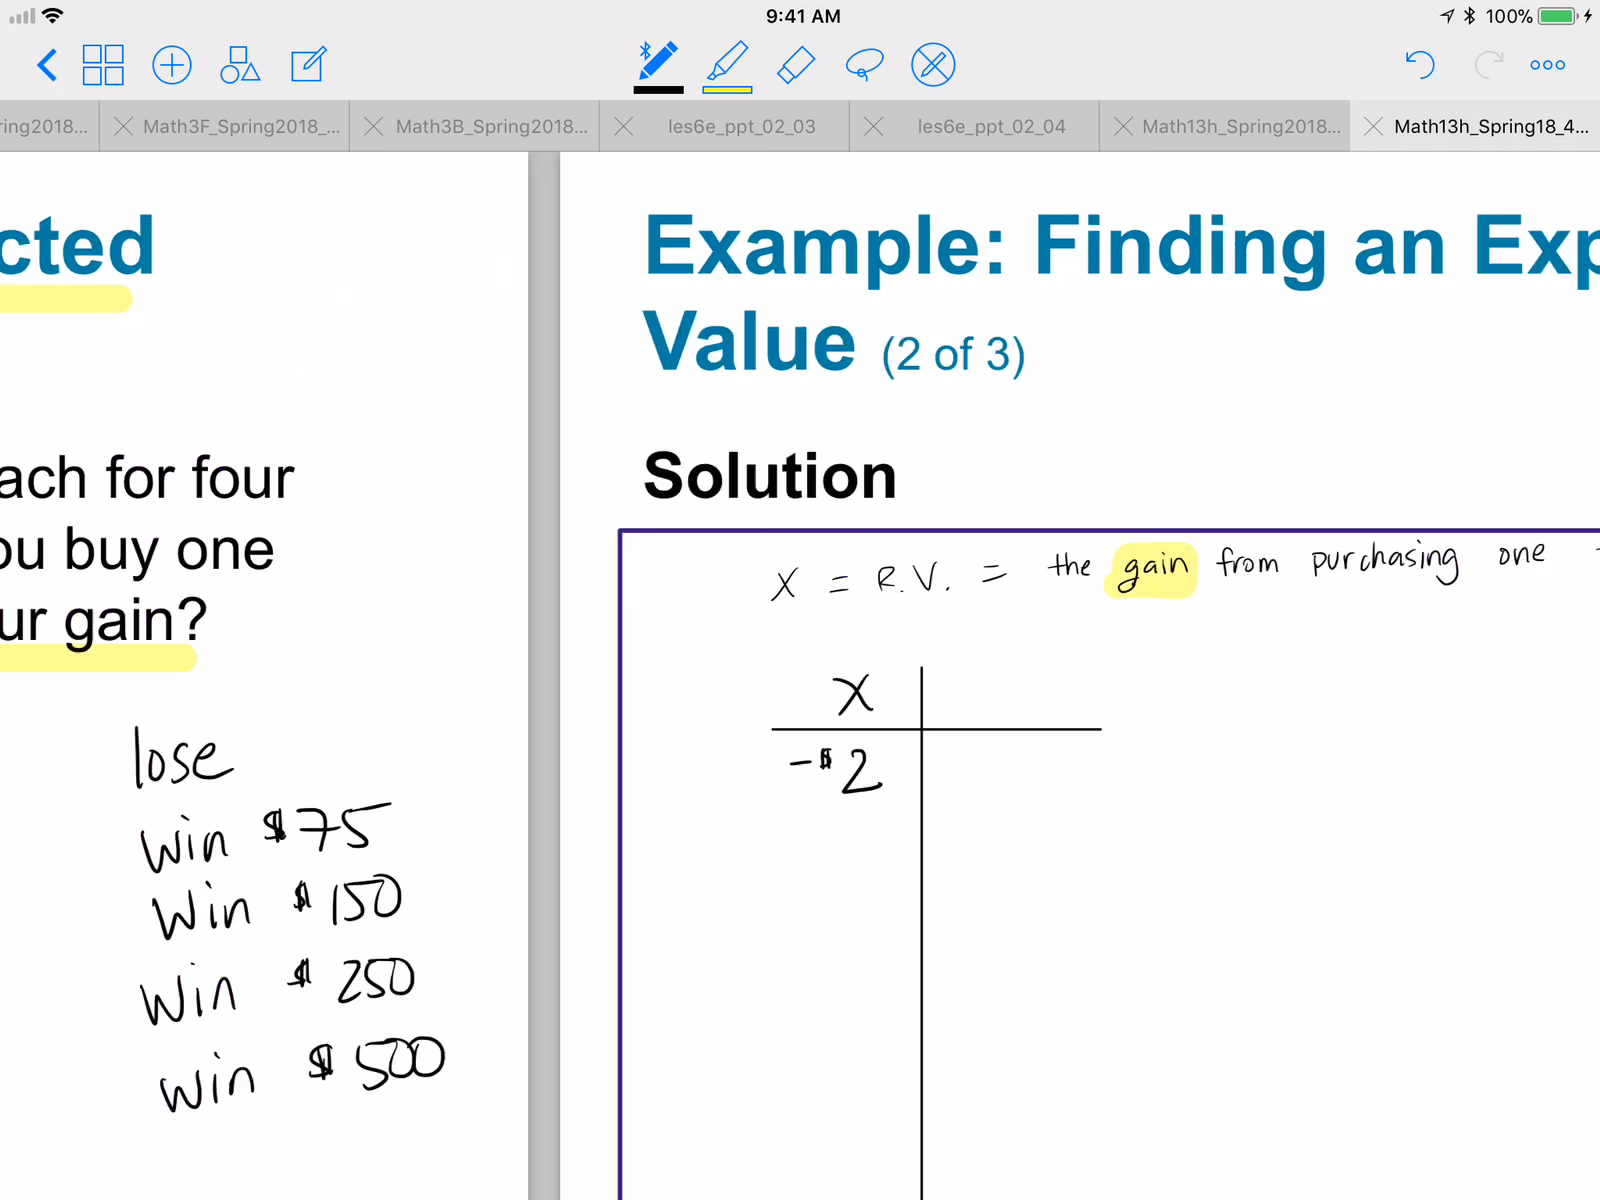 9:41 AM
100%
ring2018...
Math3F_Spring2018_...
Math3B_Spring2018...
les6e_ppt_02_03
les6e_ppt_02_04
Math13h_Spring2018...
Math13h_Spring18_4...
cted
ach for four
ou buy one
ur gain?
lose
win $75
win $150
win $250
win $500
Example: Finding an Exp
Value (2 of 3)
Solution
X = R.V. = the gain from purchasing one
X
-$2